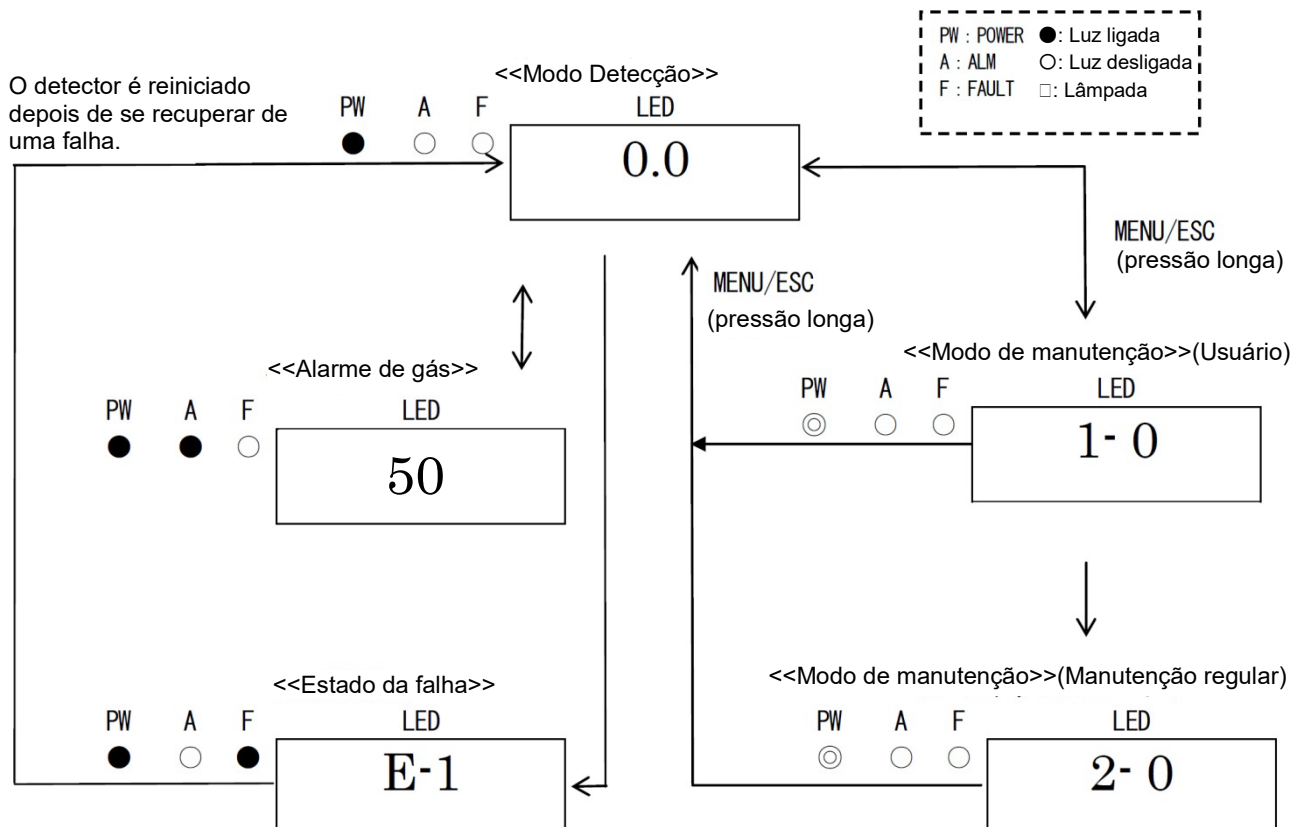 PW : POWER ●: Luz ligada
A : ALM ○: Luz desligada
F : FAULT □: Lâmpada
O detector é reiniciado
depois de se recuperar de
uma falha.
<<Modo Detecção>>
PW A F LED
0.0
MENU/ESC
(pressão longa)
MENU/ESC
(pressão longa)
<<Alarme de gás>>
PW A F LED
50
<<Modo de manutenção>>(Usuário)
PW A F LED
1- 0
<<Estado da falha>>
PW A F LED
E-1
<<Modo de manutenção>>(Manutenção regular)
PW A F LED
2- 0